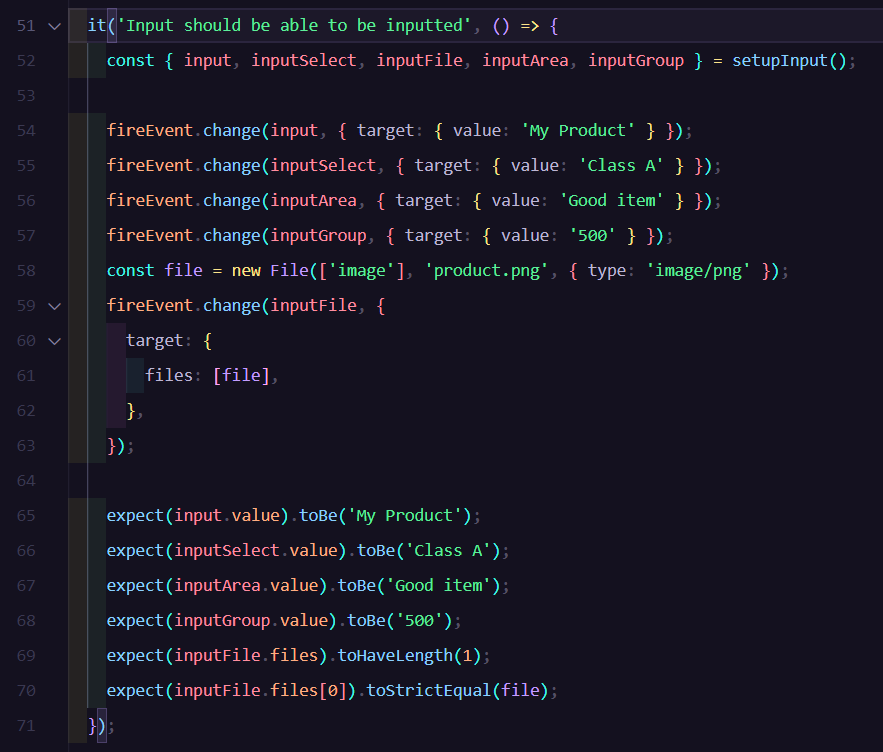 51 it('Input should be able to be inputted', () => {
52 const { input, inputSelect, inputFile, inputArea, inputGroup } = setupInput();
53
54 fireEvent.change(input, { target: { value: 'My Product' } });
55 fireEvent.change(inputSelect, { target: { value: 'Class A' } });
56 fireEvent.change(inputArea, { target: { value: 'Good item' } });
57 fireEvent.change(inputGroup, { target: { value: '500' } });
58 const file = new File(['image'], 'product.png', { type: 'image/png' });
59 fireEvent.change(inputFile, {
60 target: {
61 files: [file],
62 },
63 });
64
65 expect(input.value).toBe('My Product');
66 expect(inputSelect.value).toBe('Class A');
67 expect(inputArea.value).toBe('Good item');
68 expect(inputGroup.value).toBe('500');
69 expect(inputFile.files).toHaveLength(1);
70 expect(inputFile.files[0]).toStrictEqual(file);
71 });